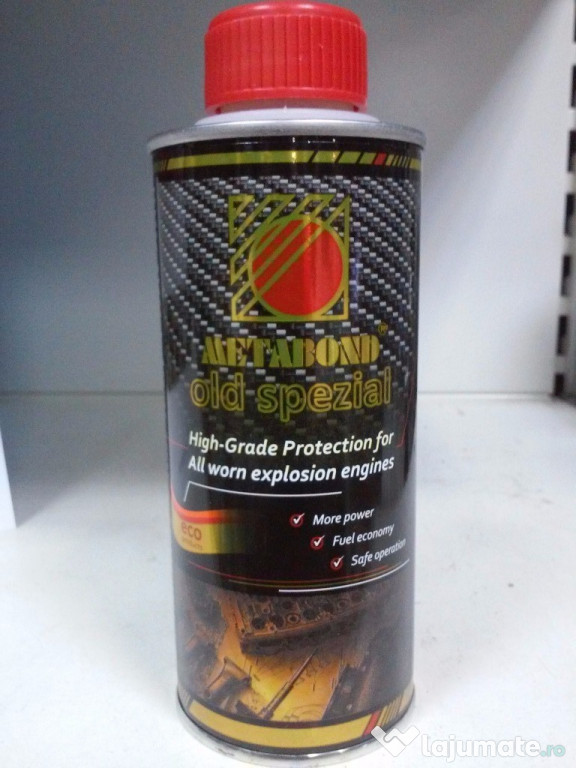 METABOND®
old spezial
High-Grade Protection for
All worn explosion engines
More power
Fuel economy
Safe operation
eco
lajumate.ro